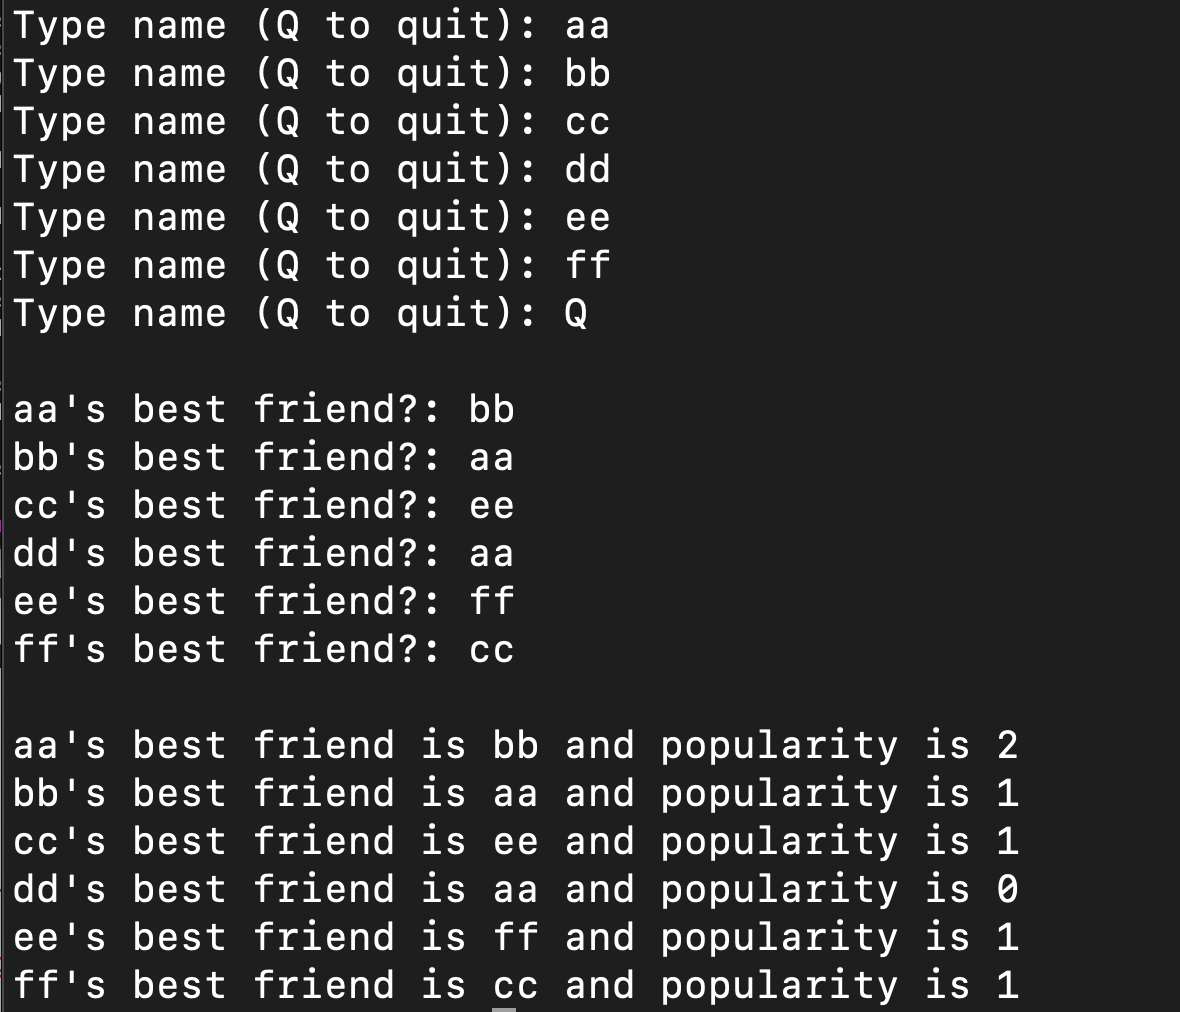 Type name (Q to quit): aa
Type name (Q to quit): bb
Type name (Q to quit): cc
Type name (Q to quit): dd
Type name (Q to quit): ee
Type name (Q to quit): ff
Type name (Q to quit): Q

aa's best friend?: bb
bb's best friend?: aa
cc's best friend?: ee
dd's best friend?: aa
ee's best friend?: ff
ff's best friend?: cc

aa's best friend is bb and popularity is 2
bb's best friend is aa and popularity is 1
cc's best friend is ee and popularity is 1
dd's best friend is aa and popularity is 0
ee's best friend is ff and popularity is 1
ff's best friend is cc and popularity is 1